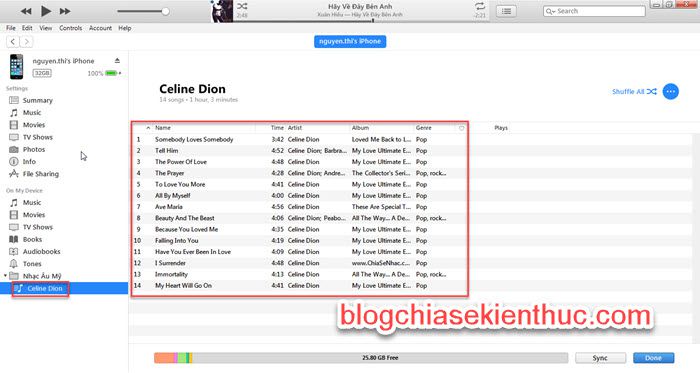 Hãy Về Đây Bên Anh
Xuân Hiếu — Hãy Về Đây Bên Anh
2:48
-2:21
Search
File Edit View Controls Account Help
nguyen.thi's iPhone
nguyen.thi's iPhone
32GB 100%
Settings
Summary
Music
Movies
TV Shows
Photos
Info
File Sharing
On My Device
Music
Movies
TV Shows
Books
Audiobooks
Tones
Nhạc Âu Mỹ
Celine Dion
Celine Dion
14 songs • 1 hour, 3 minutes
Shuffle All
Name Time Artist Album Genre Plays
1 Somebody Loves Somebody 3:42 Celine Dion Loved Me Back to L... Pop
2 Tell Him 4:52 Celine Dion; Barbra... My Love Ultimate E... Pop
3 The Power Of Love 4:48 Celine Dion My Love Ultimate E... Pop
4 The Prayer 4:28 Celine Dion; Andre... The Collector's Seri... Pop, rock...
5 To Love You More 4:41 Celine Dion My Love Ultimate E... Pop
6 All By Myself 4:00 Celine Dion My Love Ultimate E... Pop
7 Ave Maria 4:56 Celine Dion These Are Special T... Pop
8 Beauty And The Beast 4:06 Celine Dion; Peabo... All The Way... A De... Pop, rock...
9 Because You Loved Me 4:35 Celine Dion My Love Ultimate E... Pop
10 Falling Into You 4:19 Celine Dion My Love Ultimate E... Pop
11 Have You Ever Been In Love 4:09 Celine Dion My Love Ultimate E... Pop
12 I Surrender 4:46 Celine Dion www.ChiaSeNhac.c... Pop
13 Immortality 4:13 Celine Dion All The Way... A De... Pop, rock...
14 My Heart Will Go On 4:41 Celine Dion My Love Ultimate E... Pop
blogchiasekienthuc.com
25.80 GB Free
Sync
Done